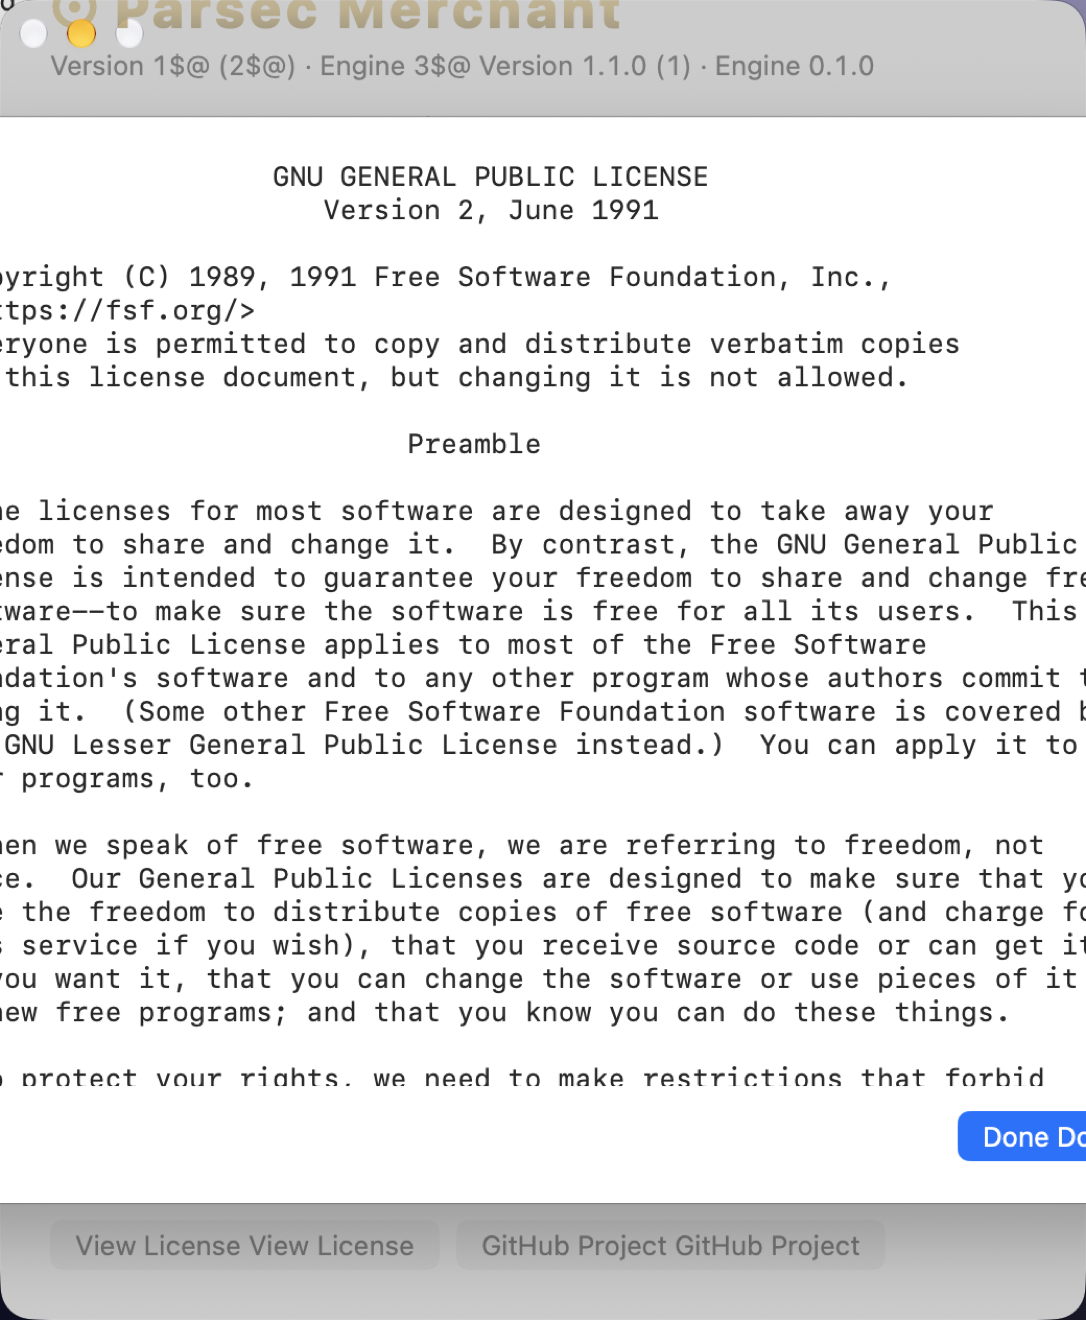 Parsec Merchant
Version 1$@ (2$@) · Engine 3$@ Version 1.1.0 (1) · Engine 0.1.0
GNU GENERAL PUBLIC LICENSE
Version 2, June 1991
pyright (C) 1989, 1991 Free Software Foundation, Inc.,
ttps://fsf.org/>
eryone is permitted to copy and distribute verbatim copies
this license document, but changing it is not allowed.
Preamble
he licenses for most software are designed to take away your
edom to share and change it.  By contrast, the GNU General Public
ense is intended to guarantee your freedom to share and change fre
tware--to make sure the software is free for all its users.  This
eral Public License applies to most of the Free Software
ndation's software and to any other program whose authors commit t
ng it.  (Some other Free Software Foundation software is covered b
GNU Lesser General Public License instead.)  You can apply it to
r programs, too.
hen we speak of free software, we are referring to freedom, not
ce.  Our General Public Licenses are designed to make sure that yo
e the freedom to distribute copies of free software (and charge fo
s service if you wish), that you receive source code or can get it
you want it, that you can change the software or use pieces of it
new free programs; and that you know you can do these things.
o protect your rights, we need to make restrictions that forbid
Done Do
View License View License
GitHub Project GitHub Project